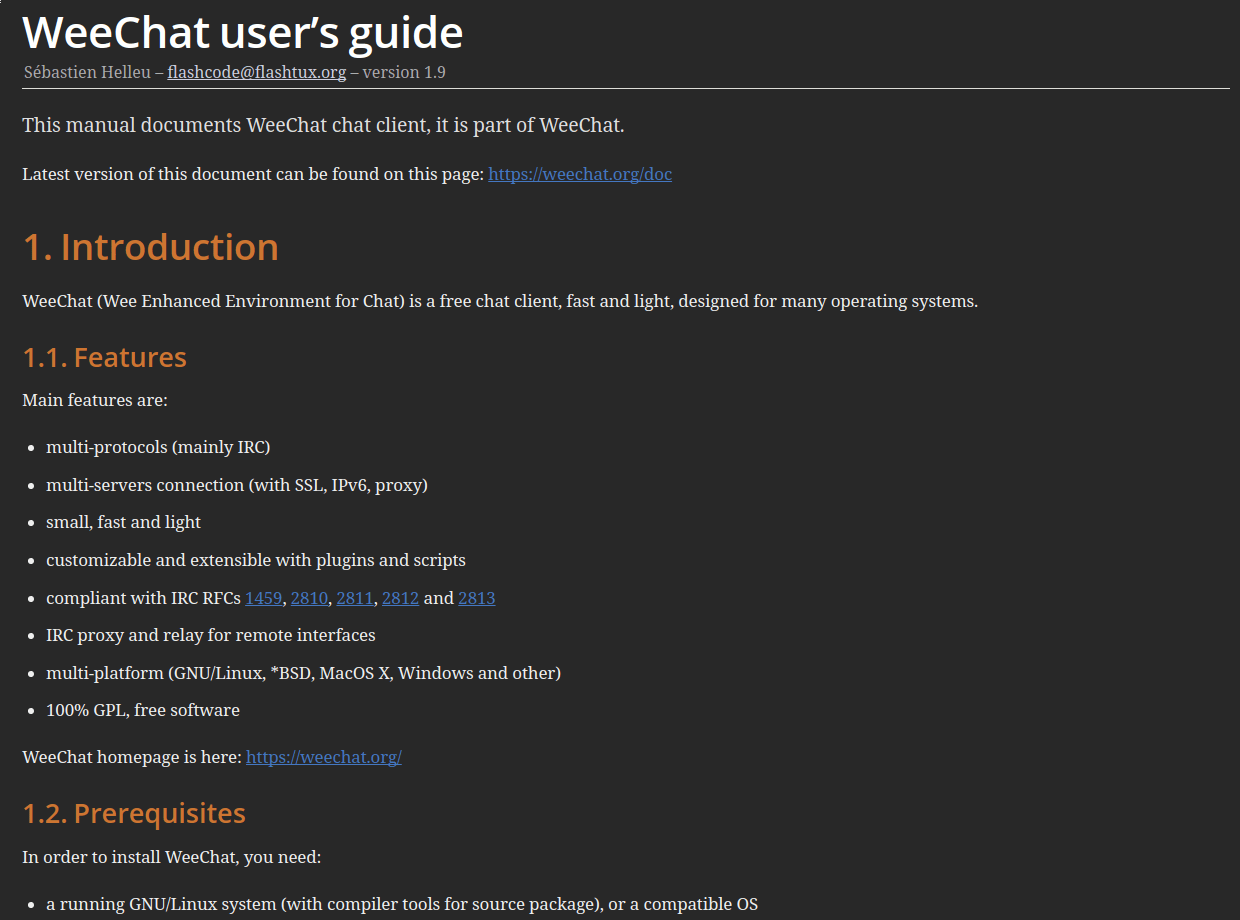 WeeChat user’s guide
Sébastien Helleu – flashcode@flashtux.org – version 1.9
This manual documents WeeChat chat client, it is part of WeeChat.
Latest version of this document can be found on this page: https://weechat.org/doc
1. Introduction
WeeChat (Wee Enhanced Environment for Chat) is a free chat client, fast and light, designed for many operating systems.
1.1. Features
Main features are:
• multi-protocols (mainly IRC)
• multi-servers connection (with SSL, IPv6, proxy)
• small, fast and light
• customizable and extensible with plugins and scripts
• compliant with IRC RFCs 1459, 2810, 2811, 2812 and 2813
• IRC proxy and relay for remote interfaces
• multi-platform (GNU/Linux, *BSD, MacOS X, Windows and other)
• 100% GPL, free software
WeeChat homepage is here: https://weechat.org/
1.2. Prerequisites
In order to install WeeChat, you need:
• a running GNU/Linux system (with compiler tools for source package), or a compatible OS